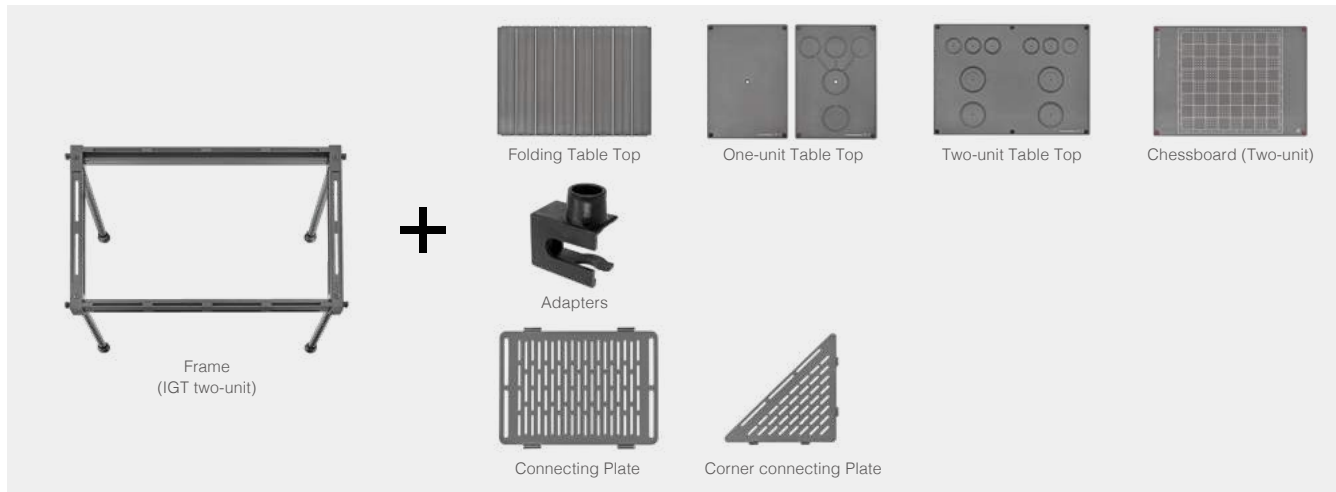 Folding Table Top
One-unit Table Top
Two-unit Table Top
Chessboard (Two-unit)
Adapters
Frame
(IGT two-unit)
Connecting Plate
Corner connecting Plate